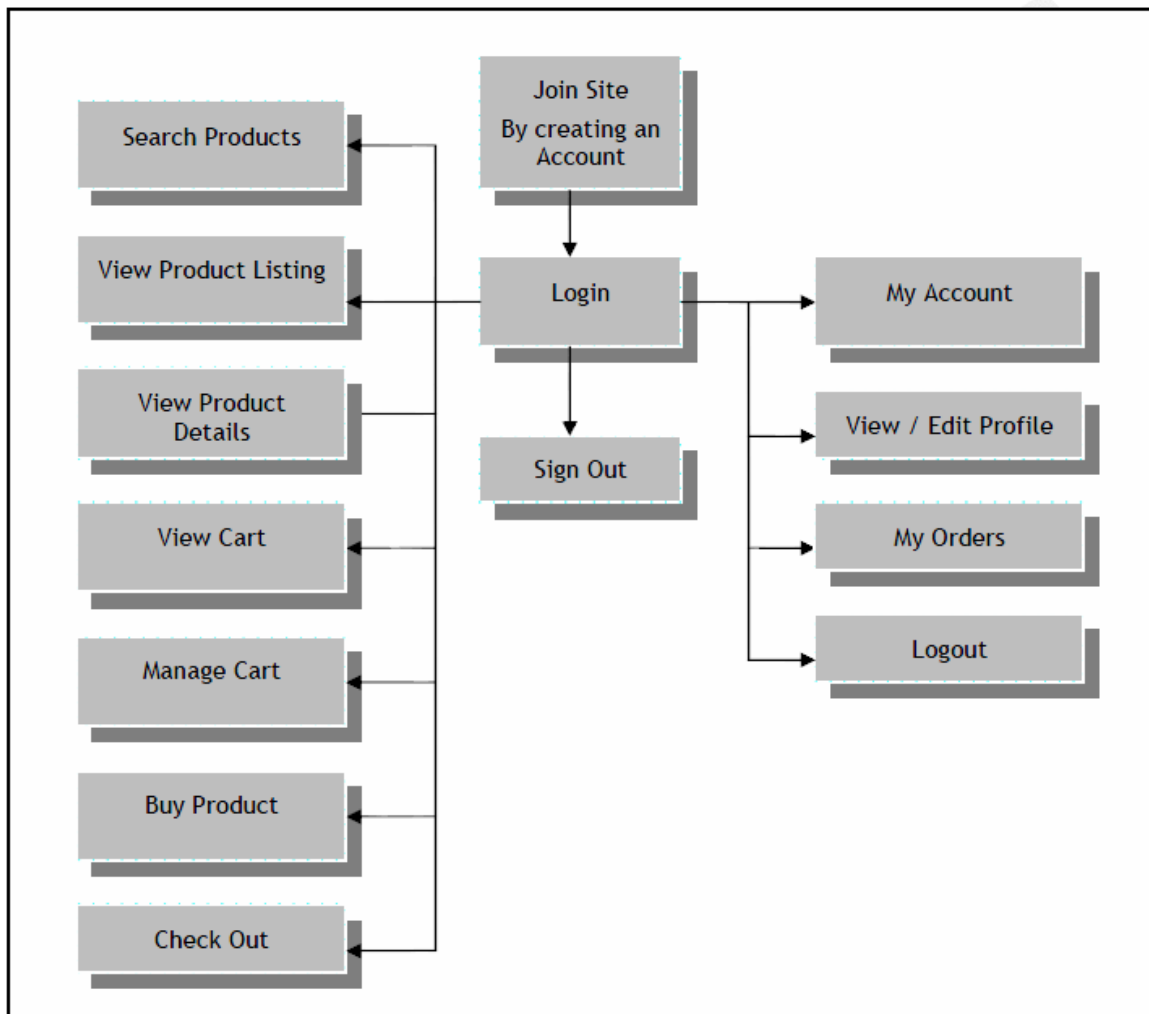 Join Site
By creating an
Account
Search Products
View Product Listing
Login
My Account
View Product
Details
View / Edit Profile
Sign Out
View Cart
My Orders
Manage Cart
Logout
Buy Product
Check Out